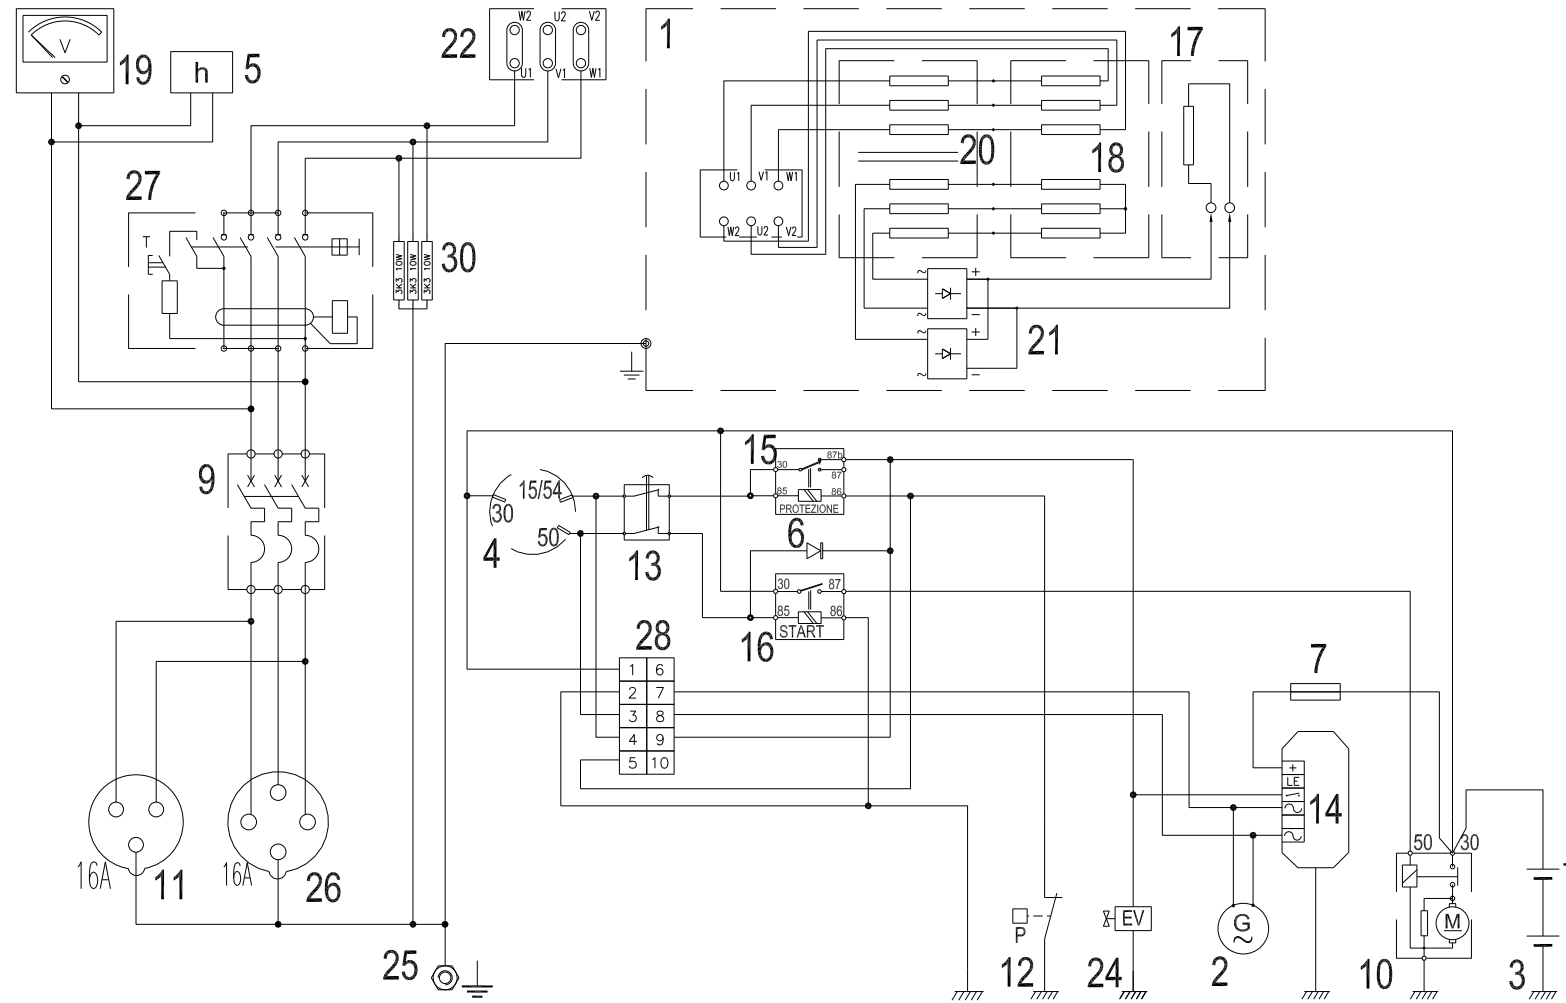 V
19
h
5
22
W2 U2 V2
U1 V1 W1
1
17
20
18
U1 V1 W1
W2 U2 V2
27
T
3K3 10W
3K3 10W
3K3 10W
30
~ +
~ −
~ +
~ −
21
9
15
30 87b
87
85 86
PROTEZIONE
15/54
30
50
4
13
6
30 87
85 86
START
16
28
1 6
2 7
3 8
4 9
5 10
7
+
LE
14
16A
11
16A
26
25
P
12
EV
24
G
~
2
50 30
M
10
3